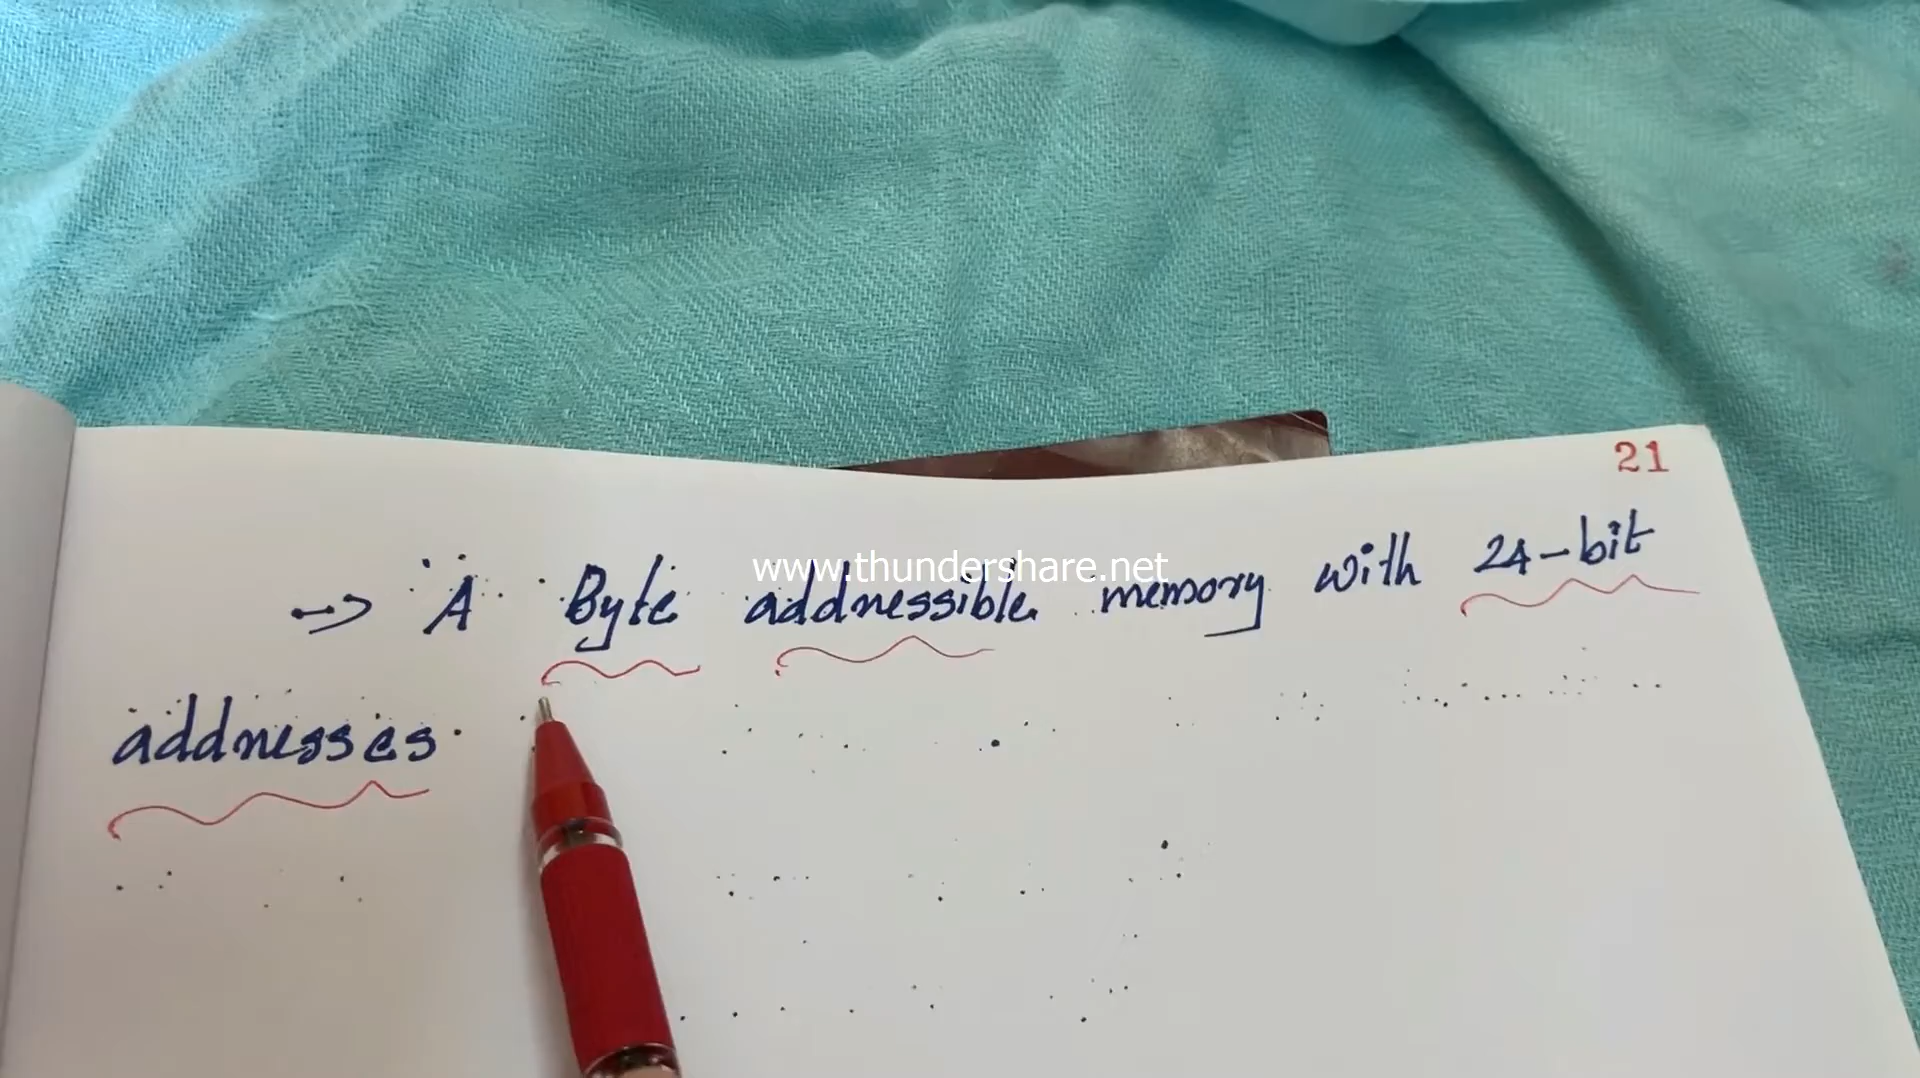 21
www.thundershare.net
→ A Byte addressible memory with 24-bit
addresses.